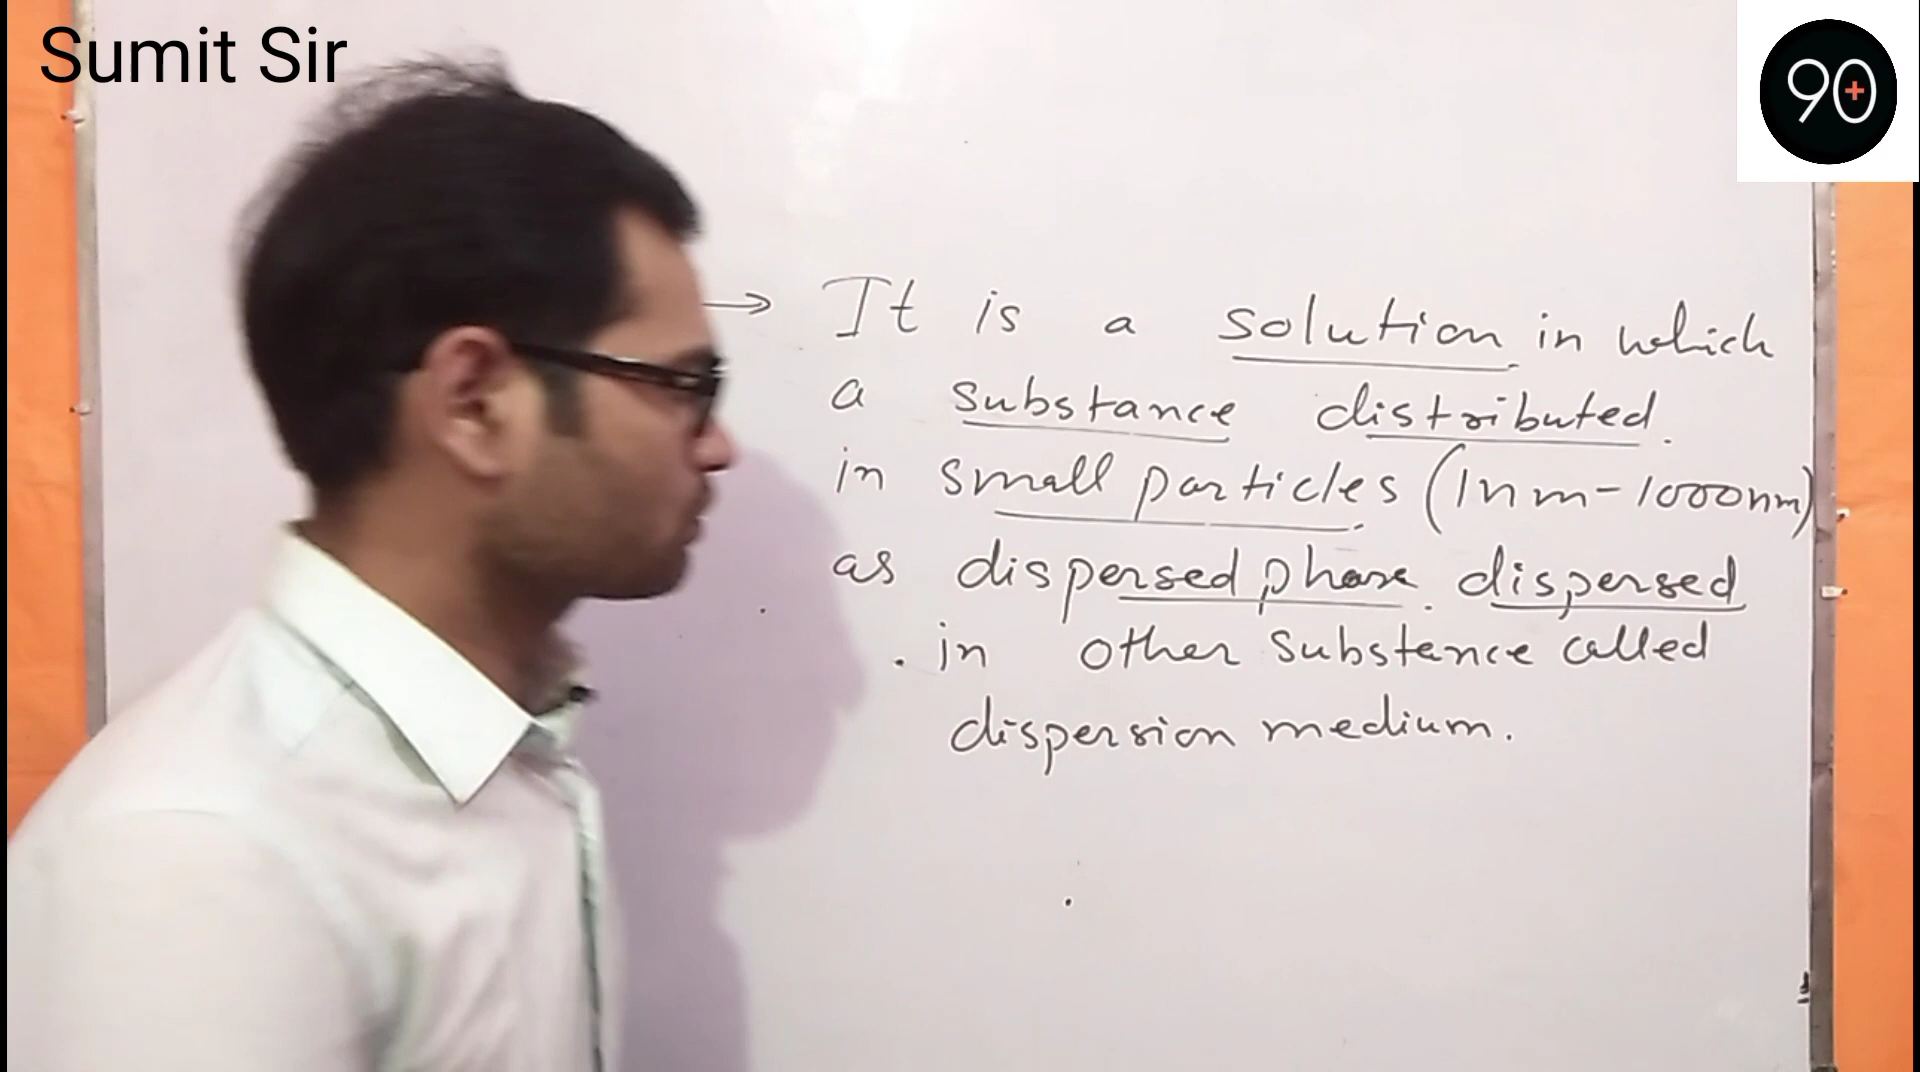 Sumit Sir
90+
→ It is a solution in which
a substance distributed.
in small particles (1nm-1000nm)
as dispersed phase. dispersed
. in other substence called
dispersion medium.